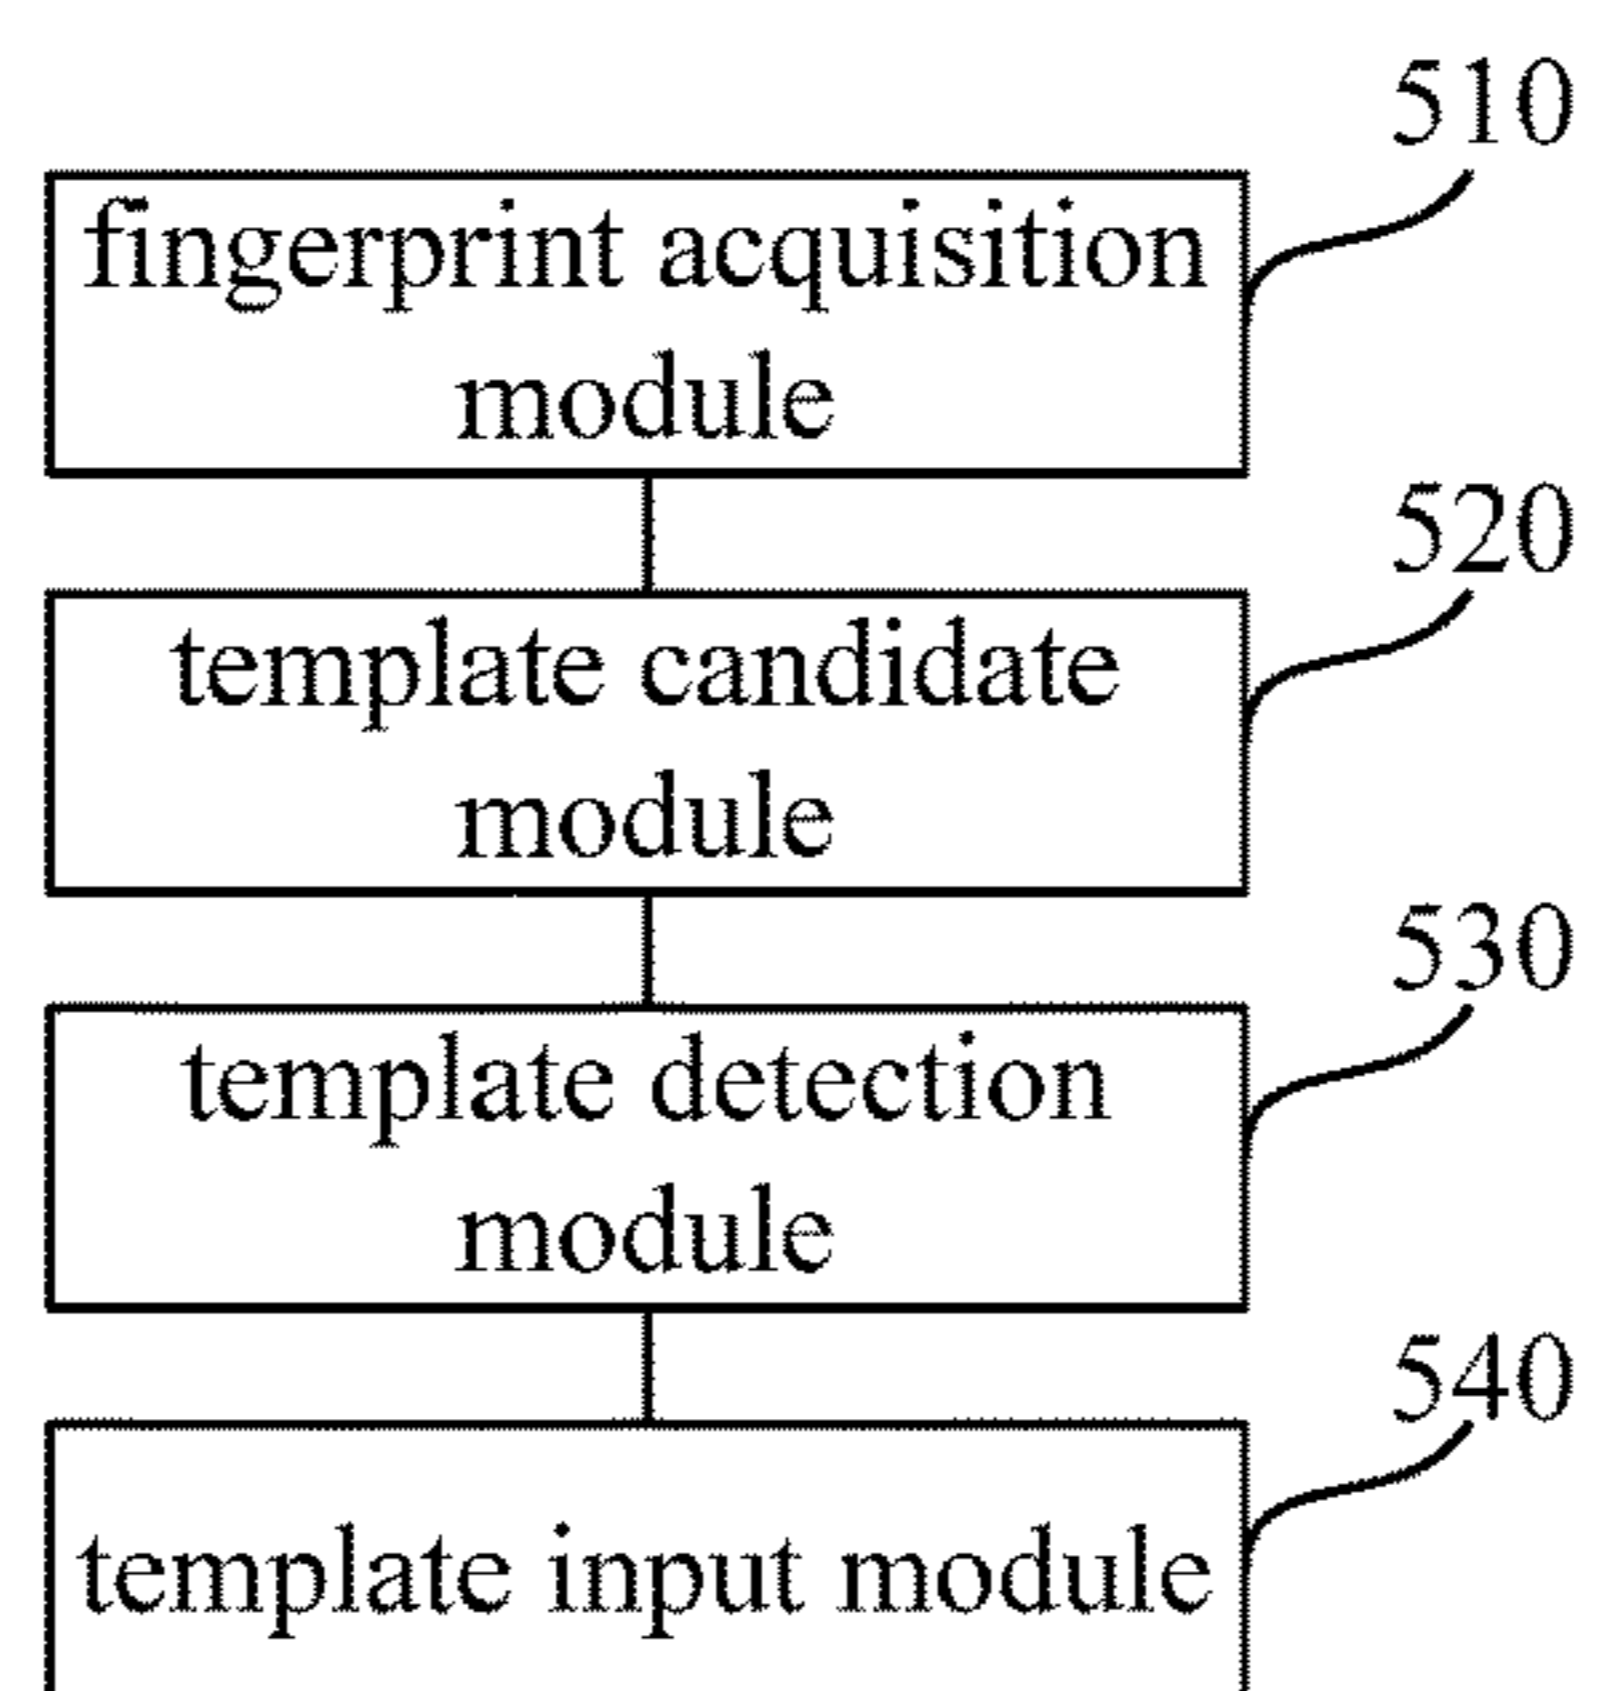 510
fingerprint acquisition
module
520
template candidate
module
530
template detection
module
540
template input module